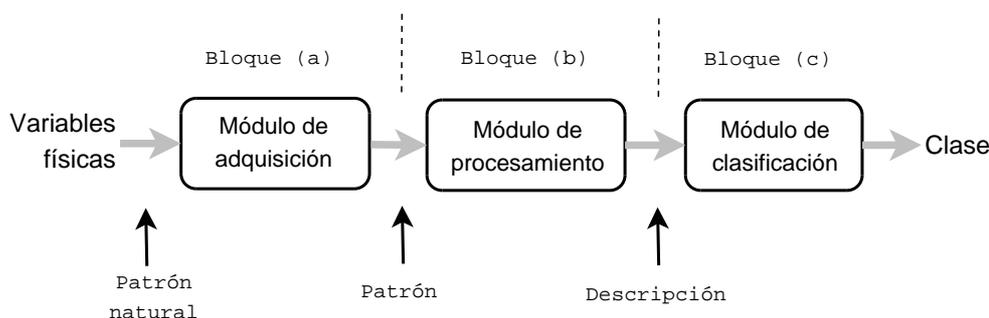 Bloque (a)
Bloque (b)
Bloque (c)
Variables
físicas
Módulo de
adquisición
Módulo de
procesamiento
Módulo de
clasificación
Clase
Patrón
natural
Patrón
Descripción